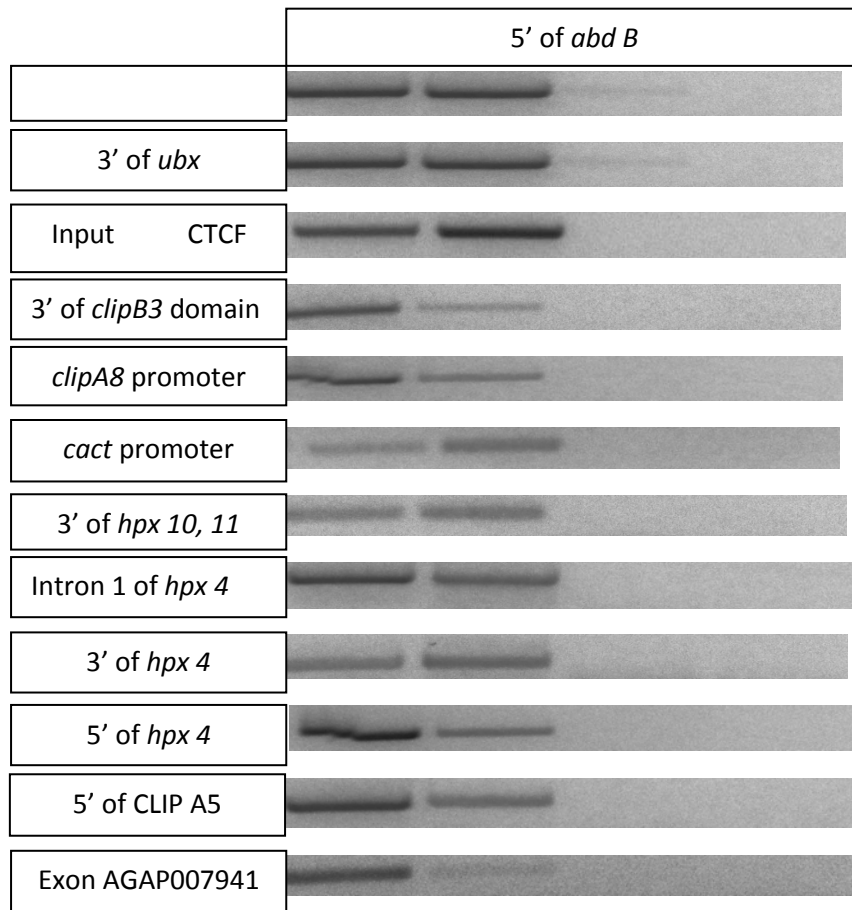 5’ of abd B
3’ of ubx
Input CTCF
3’ of clipB3 domain
clipA8 promoter
cact promoter
3’ of hpx 10, 11
Intron 1 of hpx 4
3’ of hpx 4
5’ of hpx 4
5’ of CLIP A5
Exon AGAP007941